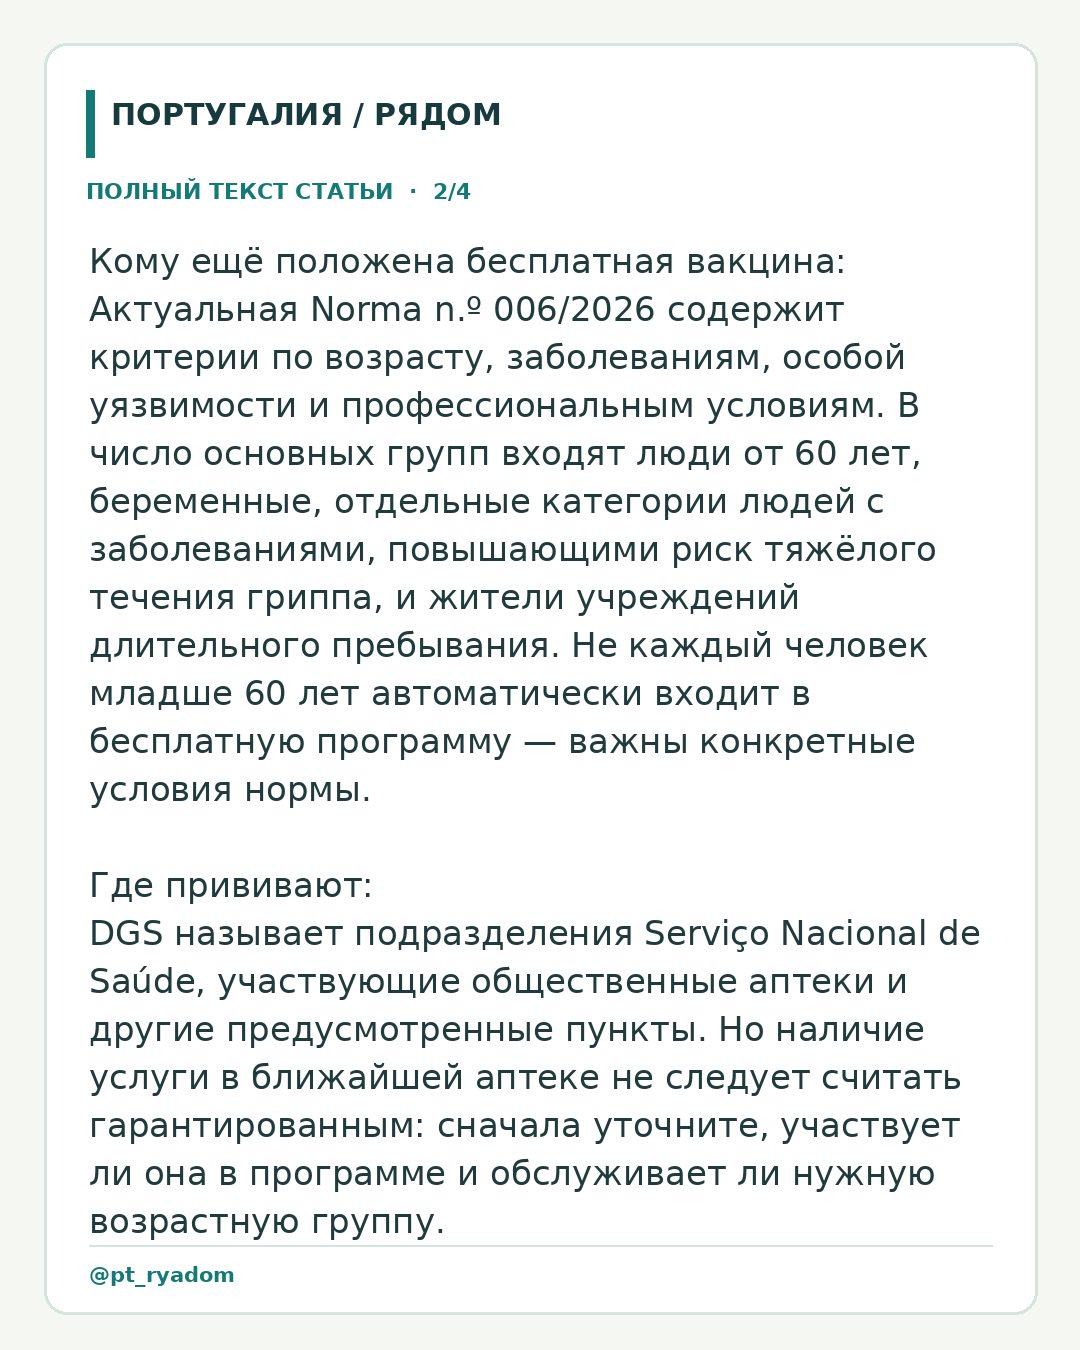 ПОРТУГАЛИЯ / РЯДОМ
ПОЛНЫЙ ТЕКСТ СТАТЬИ · 2/4
Кому ещё положена бесплатная вакцина:
Актуальная Norma n.º 006/2026 содержит
критерии по возрасту, заболеваниям, особой
уязвимости и профессиональным условиям. В
число основных групп входят люди от 60 лет,
беременные, отдельные категории людей с
заболеваниями, повышающими риск тяжёлого
течения гриппа, и жители учреждений
длительного пребывания. Не каждый человек
младше 60 лет автоматически входит в
бесплатную программу — важны конкретные
условия нормы.
Где прививают:
DGS называет подразделения Serviço Nacional de
Saúde, участвующие общественные аптеки и
другие предусмотренные пункты. Но наличие
услуги в ближайшей аптеке не следует считать
гарантированным: сначала уточните, участвует
ли она в программе и обслуживает ли нужную
возрастную группу.
@pt_ryadom